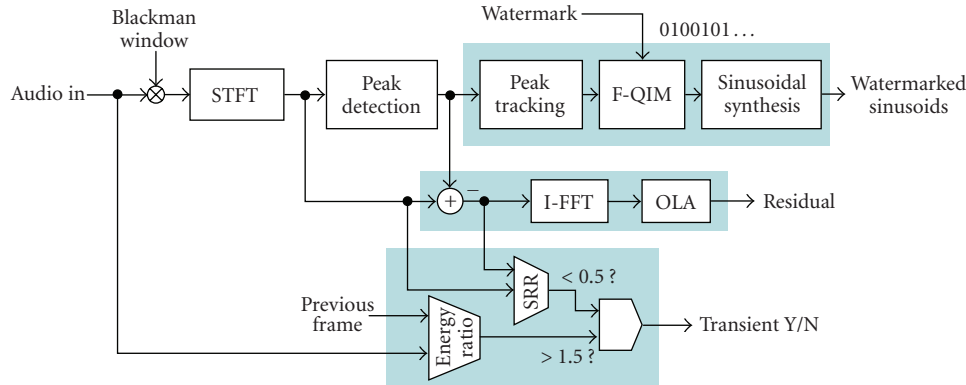 Watermark
0100101...
Blackman
window
Audio in
STFT
Peak
detection
Peak
tracking
F-QIM
Sinusoidal
synthesis
Watermarked
sinusoids
+
−
I-FFT
OLA
Residual
SRR
< 0.5 ?
Previous
frame
Energy
ratio
> 1.5 ?
Transient Y/N